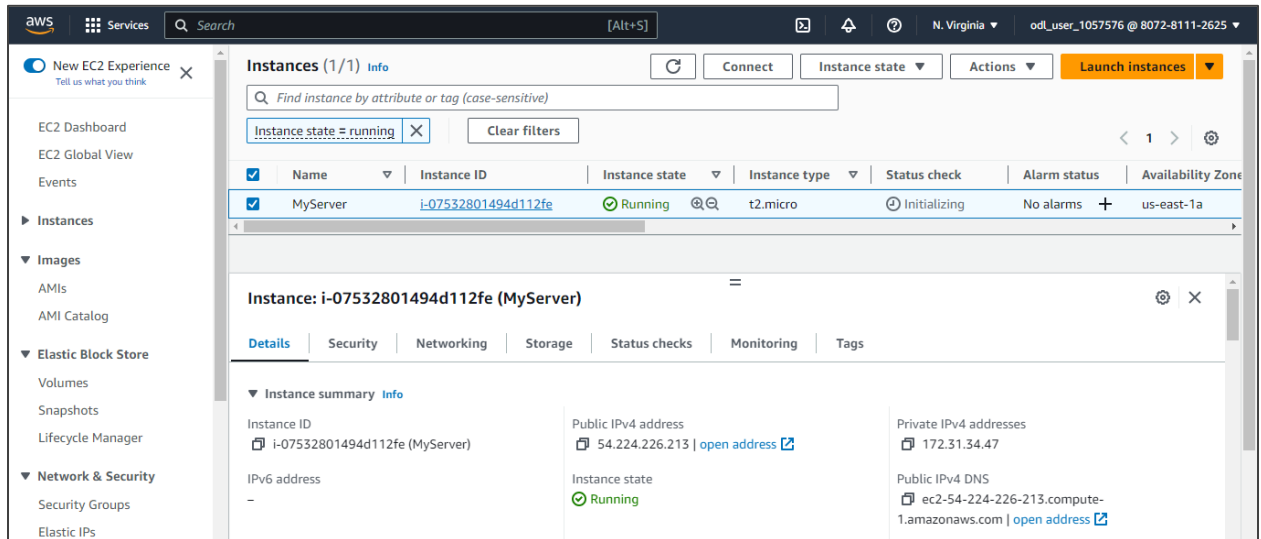 aws Services Search [Alt+S] N. Virginia ▼ odl_user_1057576 @ 8072-8111-2625 ▼
New EC2 Experience
Tell us what you think
EC2 Dashboard
EC2 Global View
Events
Instances
Images
AMIs
AMI Catalog
Elastic Block Store
Volumes
Snapshots
Lifecycle Manager
Network & Security
Security Groups
Elastic IPs
Instances (1/1) Info
Connect Instance state ▼ Actions ▼ Launch instances ▼
Find instance by attribute or tag (case-sensitive)
Instance state = running Clear filters
1
Name Instance ID Instance state Instance type Status check Alarm status Availability Zone
MyServer i-07532801494d112fe Running t2.micro Initializing No alarms + us-east-1a
Instance: i-07532801494d112fe (MyServer)
Details Security Networking Storage Status checks Monitoring Tags
Instance summary Info
Instance ID
i-07532801494d112fe (MyServer)
IPv6 address
–
Public IPv4 address
54.224.226.213 | open address
Instance state
Running
Private IPv4 addresses
172.31.34.47
Public IPv4 DNS
ec2-54-224-226-213.compute-
1.amazonaws.com | open address